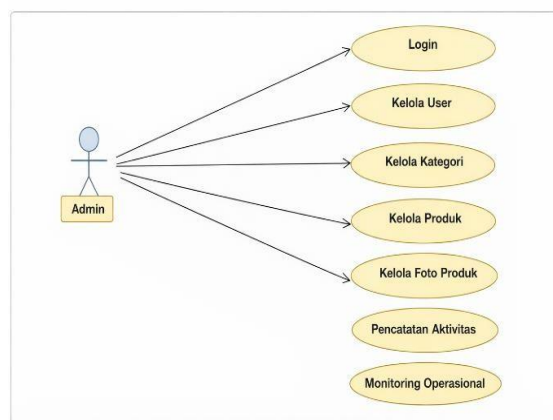 Login
Kelola User
Kelola Kategori
Admin
Kelola Produk
Kelola Foto Produk
Pencatatan Aktivitas
Monitoring Operasional